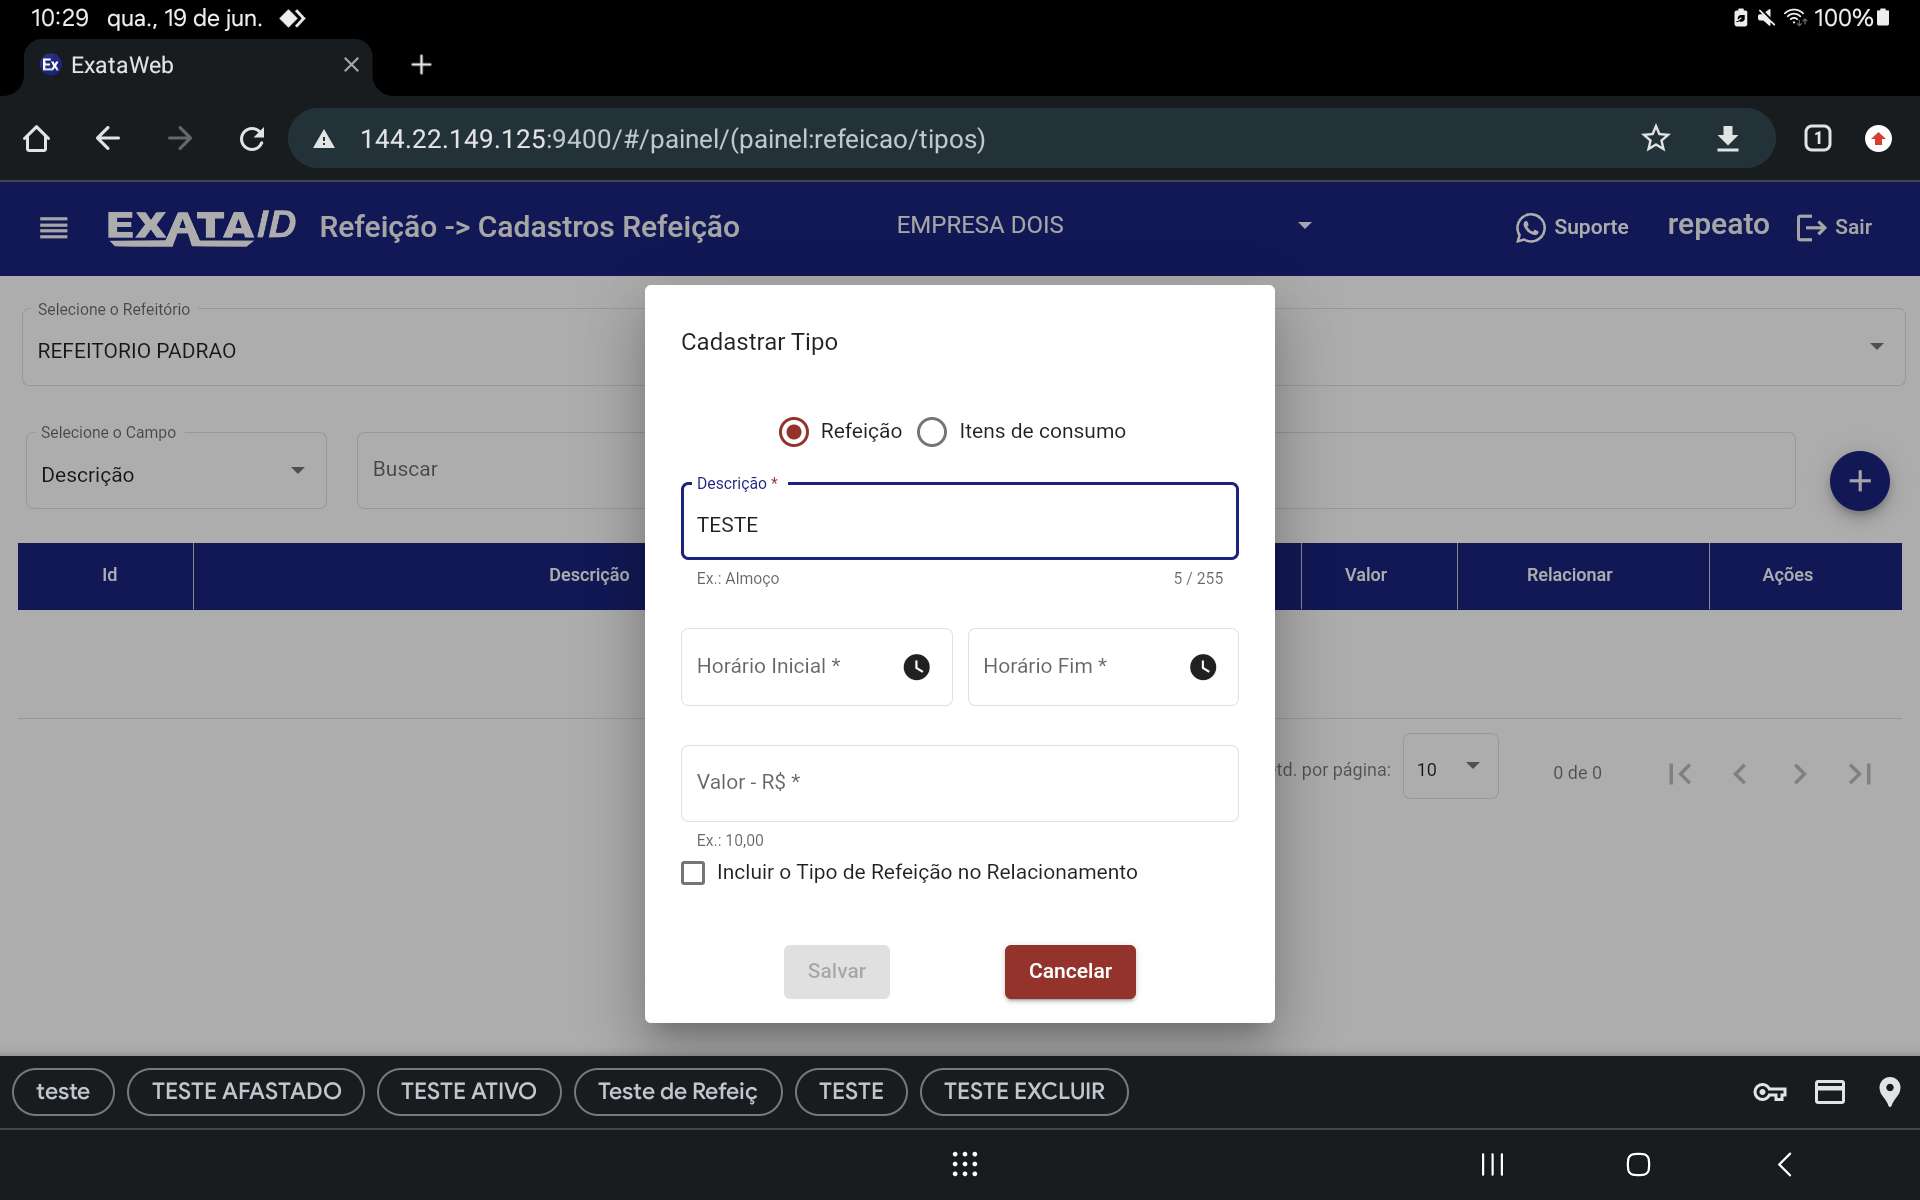 10:29 qua., 19 de jun. 100%
Ex ExataWeb
144.22.149.125:9400/#/painel/(painel:refeicao/tipos) 1
EXATAID Refeição -> Cadastros Refeição EMPRESA DOIS Suporte repeato Sair
Selecione o Refeitório
REFEITORIO PADRAO
Selecione o Campo
Descrição
Buscar
Id Descrição Valor Relacionar Ações
td. por página: 10 0 de 0
Cadastrar Tipo
Refeição Itens de consumo
Descrição *
TESTE
Ex.: Almoço 5 / 255
Horário Inicial * Horário Fim *
Valor - R$ *
Ex.: 10,00
Incluir o Tipo de Refeição no Relacionamento
Salvar Cancelar
teste TESTE AFASTADO TESTE ATIVO Teste de Refeiç TESTE TESTE EXCLUIR